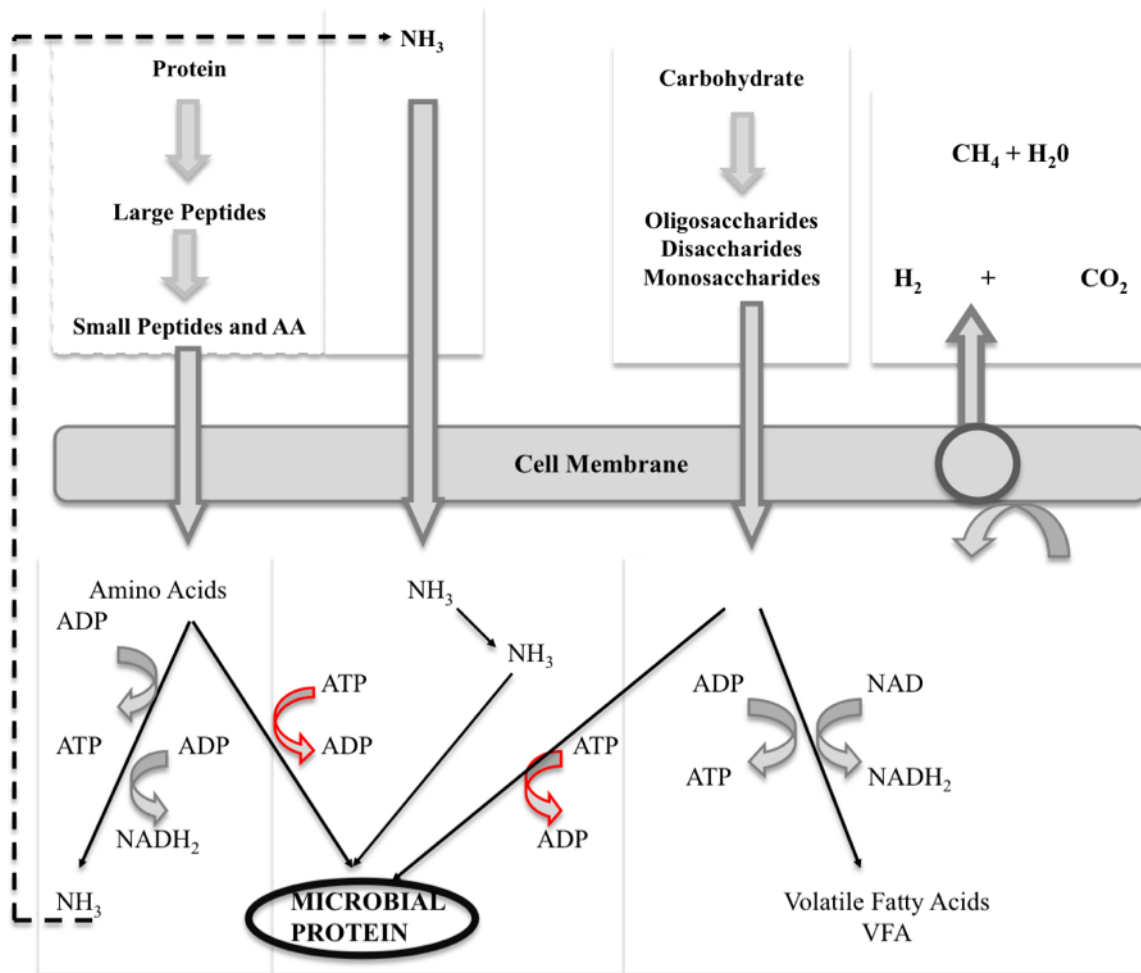 NH₃
Protein
Carbohydrate
CH₄ + H₂0
Large Peptides
Oligosaccharides
Disaccharides
Monosaccharides
H₂ + CO₂
Small Peptides and AA
Cell Membrane
Amino Acids
ADP
NH₃
NH₃
ATP
ADP
ADP
NAD
ATP
ADP
NADH₂
ATP
ADP
ATP
NADH₂
NH₃
MICROBIAL
PROTEIN
Volatile Fatty Acids
VFA